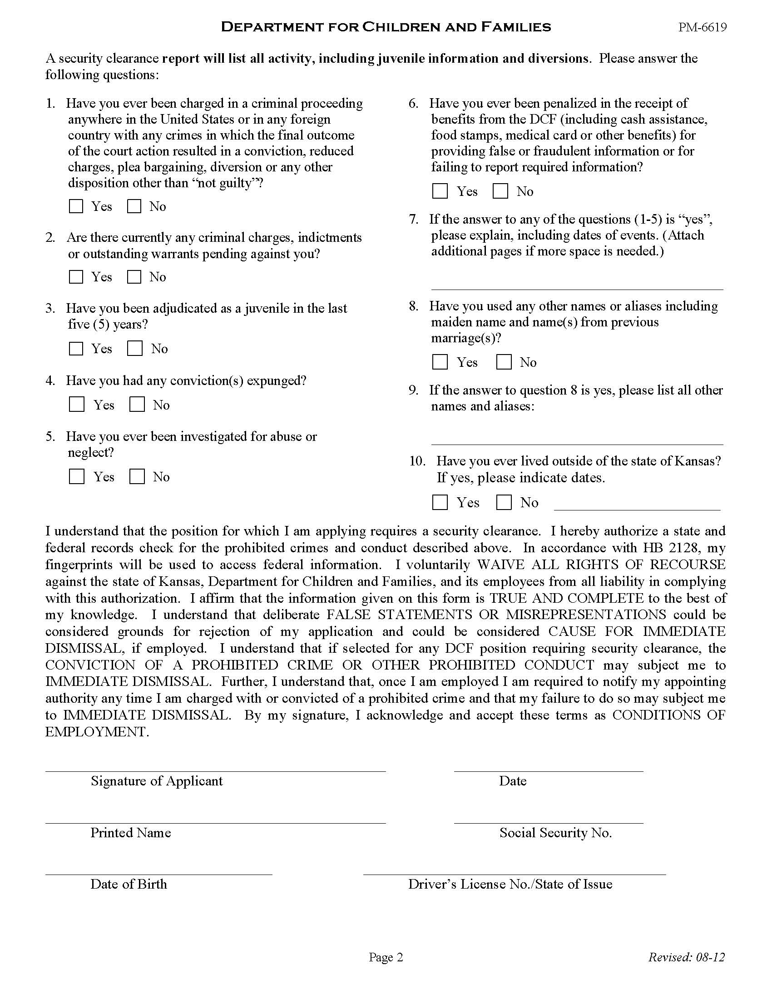 DEPARTMENT FOR CHILDREN AND FAMILIES
PM-6619
A security clearance report will list all activity, including juvenile information and diversions. Please answer the
following questions:
1. Have you ever been charged in a criminal proceeding
anywhere in the United States or in any foreign
country with any crimes in which the final outcome
of the court action resulted in a conviction, reduced
charges, plea bargaining, diversion or any other
disposition other than “not guilty”?
Yes No
2. Are there currently any criminal charges, indictments
or outstanding warrants pending against you?
Yes No
3. Have you been adjudicated as a juvenile in the last
five (5) years?
Yes No
4. Have you had any conviction(s) expunged?
Yes No
5. Have you ever been investigated for abuse or
neglect?
Yes No
6. Have you ever been penalized in the receipt of
benefits from the DCF (including cash assistance,
food stamps, medical card or other benefits) for
providing false or fraudulent information or for
failing to report required information?
Yes No
7. If the answer to any of the questions (1-5) is “yes”,
please explain, including dates of events. (Attach
additional pages if more space is needed.)
8. Have you used any other names or aliases including
maiden name and name(s) from previous
marriage(s)?
Yes No
9. If the answer to question 8 is yes, please list all other
names and aliases:
10. Have you ever lived outside of the state of Kansas?
If yes, please indicate dates.
Yes No
I understand that the position for which I am applying requires a security clearance. I hereby authorize a state and
federal records check for the prohibited crimes and conduct described above. In accordance with HB 2128, my
fingerprints will be used to access federal information. I voluntarily WAIVE ALL RIGHTS OF RECOURSE
against the state of Kansas, Department for Children and Families, and its employees from all liability in complying
with this authorization. I affirm that the information given on this form is TRUE AND COMPLETE to the best of
my knowledge. I understand that deliberate FALSE STATEMENTS OR MISREPRESENTATIONS could be
considered grounds for rejection of my application and could be considered CAUSE FOR IMMEDIATE
DISMISSAL, if employed. I understand that if selected for any DCF position requiring security clearance, the
CONVICTION OF A PROHIBITED CRIME OR OTHER PROHIBITED CONDUCT may subject me to
IMMEDIATE DISMISSAL. Further, I understand that, once I am employed I am required to notify my appointing
authority any time I am charged with or convicted of a prohibited crime and that my failure to do so may subject me
to IMMEDIATE DISMISSAL. By my signature, I acknowledge and accept these terms as CONDITIONS OF
EMPLOYMENT.
Signature of Applicant Date
Printed Name Social Security No.
Date of Birth Driver’s License No./State of Issue
Page 2 Revised: 08-12